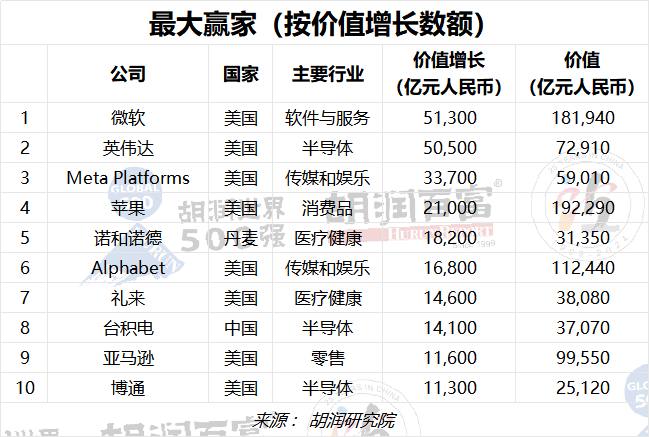 最大赢家（按价值增长数额）
公司 国家 主要行业 价值增长（亿元人民币） 价值（亿元人民币）
1 微软 美国 软件与服务 51,300 181,940
2 英伟达 美国 半导体 50,500 72,910
3 Meta Platforms 美国 传媒和娱乐 33,700 59,010
4 苹果 美国 消费品 21,000 192,290
5 诺和诺德 丹麦 医疗健康 18,200 31,350
6 Alphabet 美国 传媒和娱乐 16,800 112,440
7 礼来 美国 医疗健康 14,600 38,080
8 台积电 中国 半导体 14,100 37,070
9 亚马逊 美国 零售 11,600 99,550
10 博通 美国 半导体 11,300 25,120
来源：胡润研究院
胡润世界
500强
胡润百富
HURUN REPORT